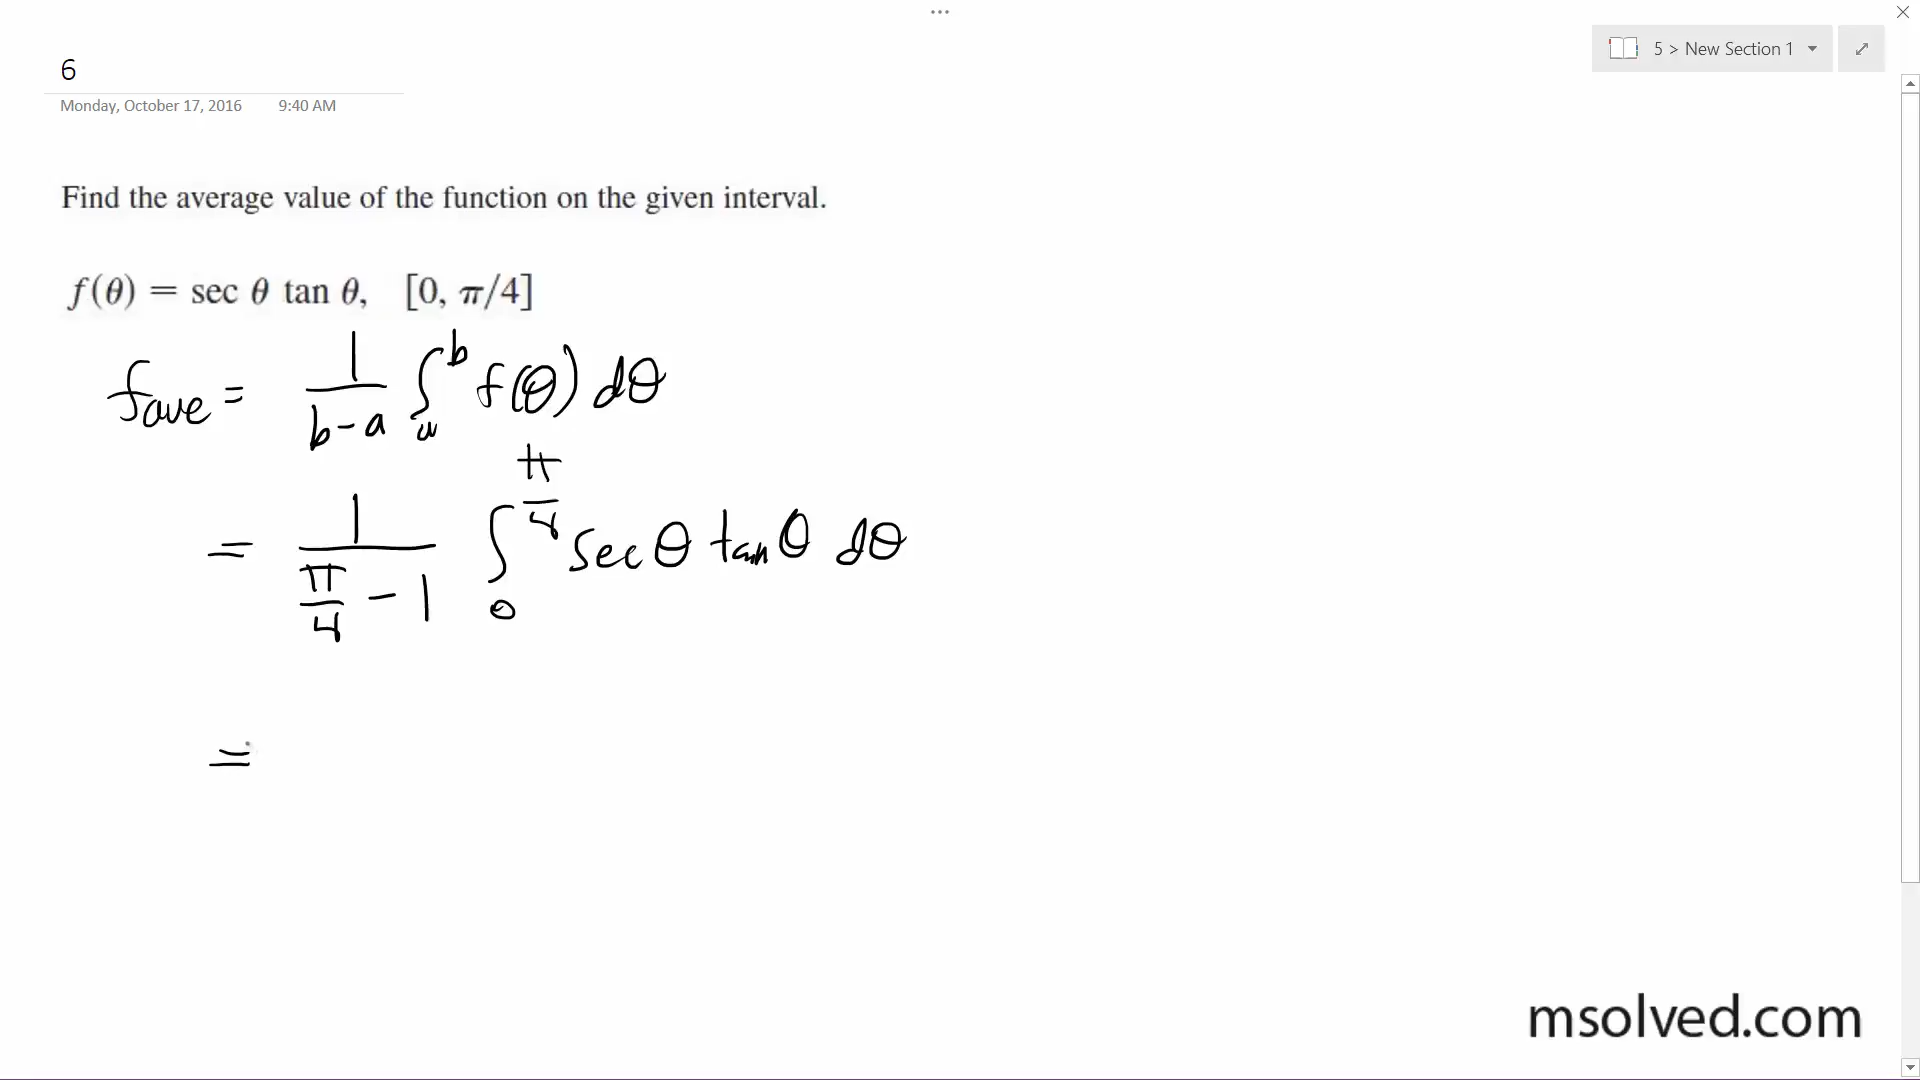 ...
5 > New Section 1
6
Monday, October 17, 2016 9:40 AM
Find the average value of the function on the given interval.
f(θ) = sec θ tan θ, [0, π/4]
fave = 1/(b-a) ∫_a^b f(θ) dθ
= 1/(π/4 - 1) ∫_0^(π/4) sec θ tan θ dθ
=
msolved.com